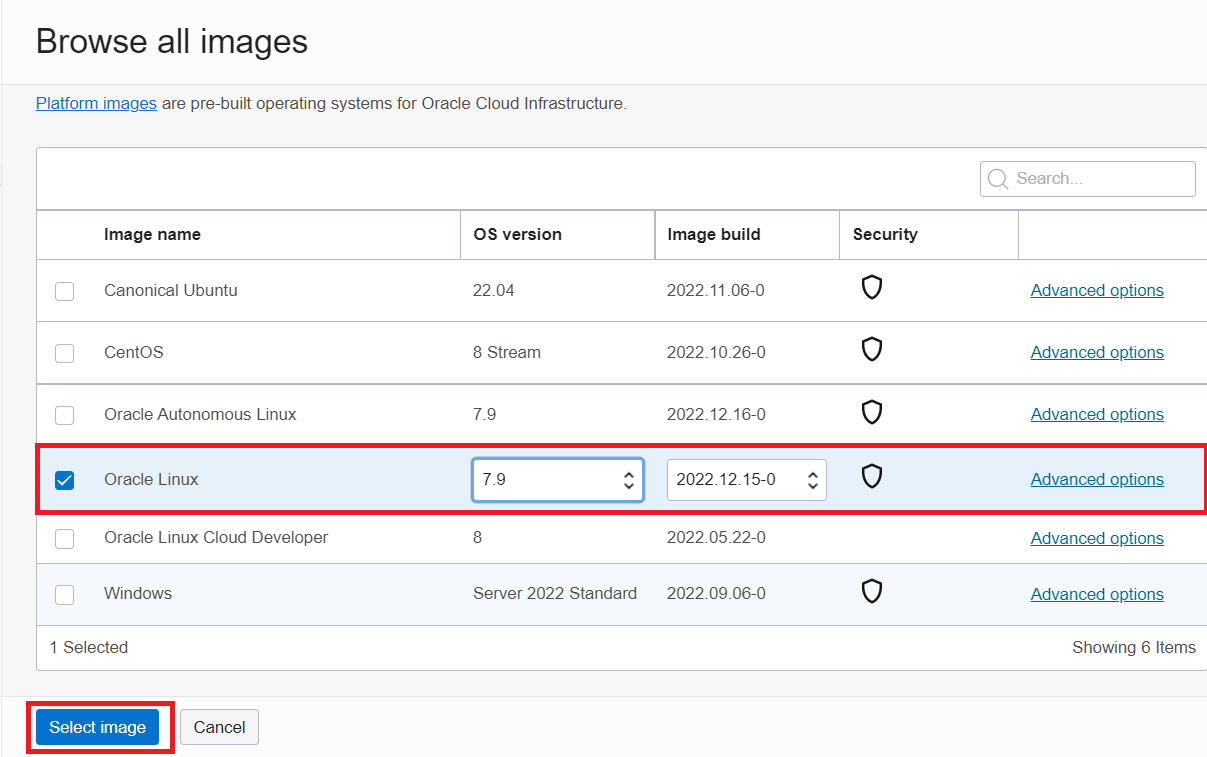 Browse all images
Platform images are pre-built operating systems for Oracle Cloud Infrastructure.
Search...
Image name OS version Image build Security
Canonical Ubuntu 22.04 2022.11.06-0 Advanced options
CentOS 8 Stream 2022.10.26-0 Advanced options
Oracle Autonomous Linux 7.9 2022.12.16-0 Advanced options
Oracle Linux 7.9 2022.12.15-0 Advanced options
Oracle Linux Cloud Developer 8 2022.05.22-0 Advanced options
Windows Server 2022 Standard 2022.09.06-0 Advanced options
1 Selected Showing 6 Items
Select image Cancel